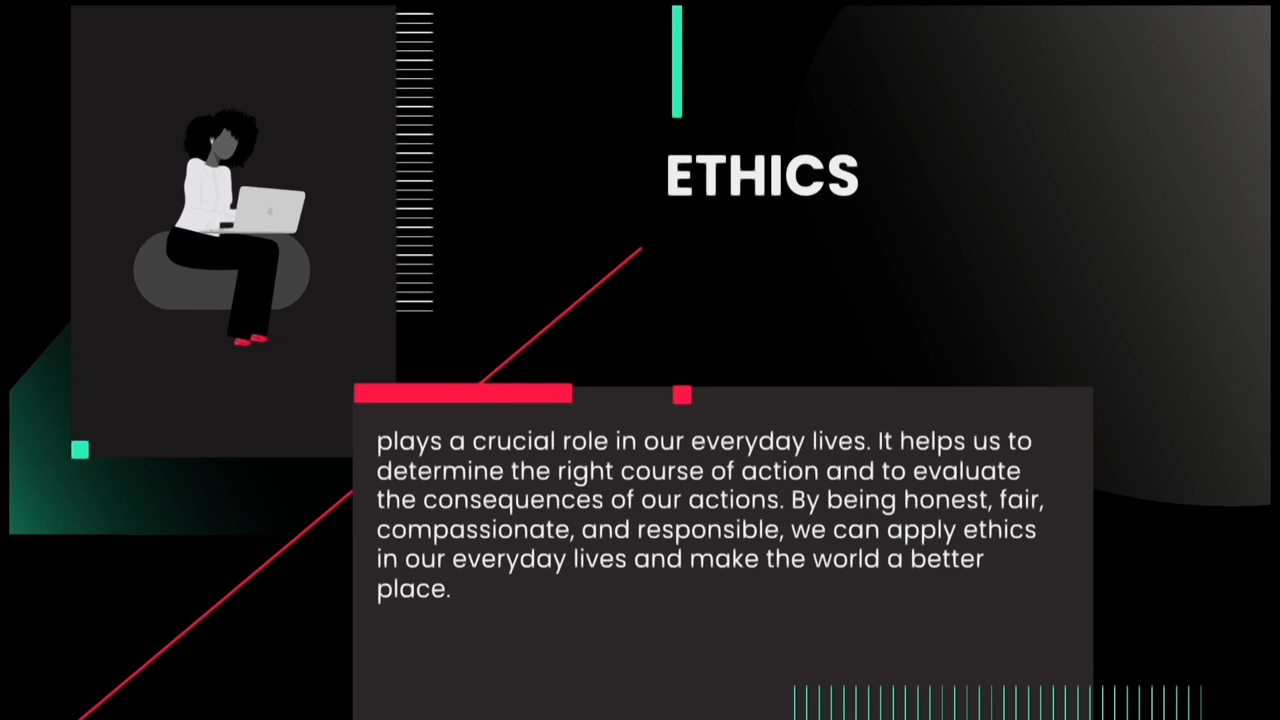 ETHICS
plays a crucial role in our everyday lives. It helps us to
determine the right course of action and to evaluate
the consequences of our actions. By being honest, fair,
compassionate, and responsible, we can apply ethics
in our everyday lives and make the world a better
place.